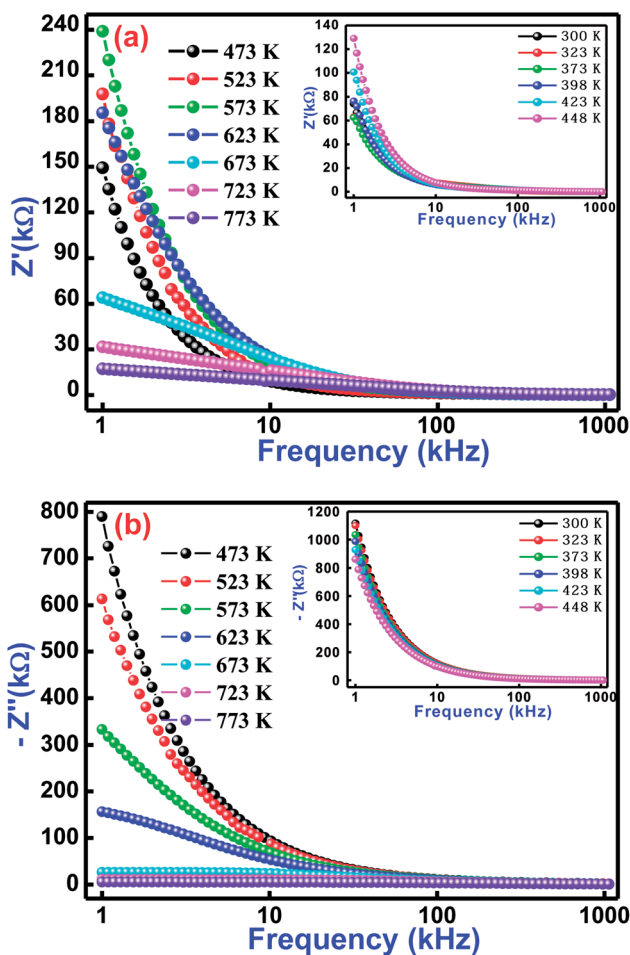 (a)
Z'(kΩ)
240
210
180
150
120
90
60
30
0
473 K
523 K
573 K
623 K
673 K
723 K
773 K
Z'(kΩ)
140
120
100
80
60
40
20
0
300 K
323 K
373 K
398 K
423 K
448 K
1 10 100 1000
Frequency (kHz)
1 10 100 1000
Frequency (kHz)
(b)
- Z''(kΩ)
800
700
600
500
400
300
200
100
0
473 K
523 K
573 K
623 K
673 K
723 K
773 K
- Z''(kΩ)
1200
1000
800
600
400
200
0
300 K
323 K
373 K
398 K
423 K
448 K
1 10 100 1000
Frequency (kHz)
1 10 100 1000
Frequency (kHz)